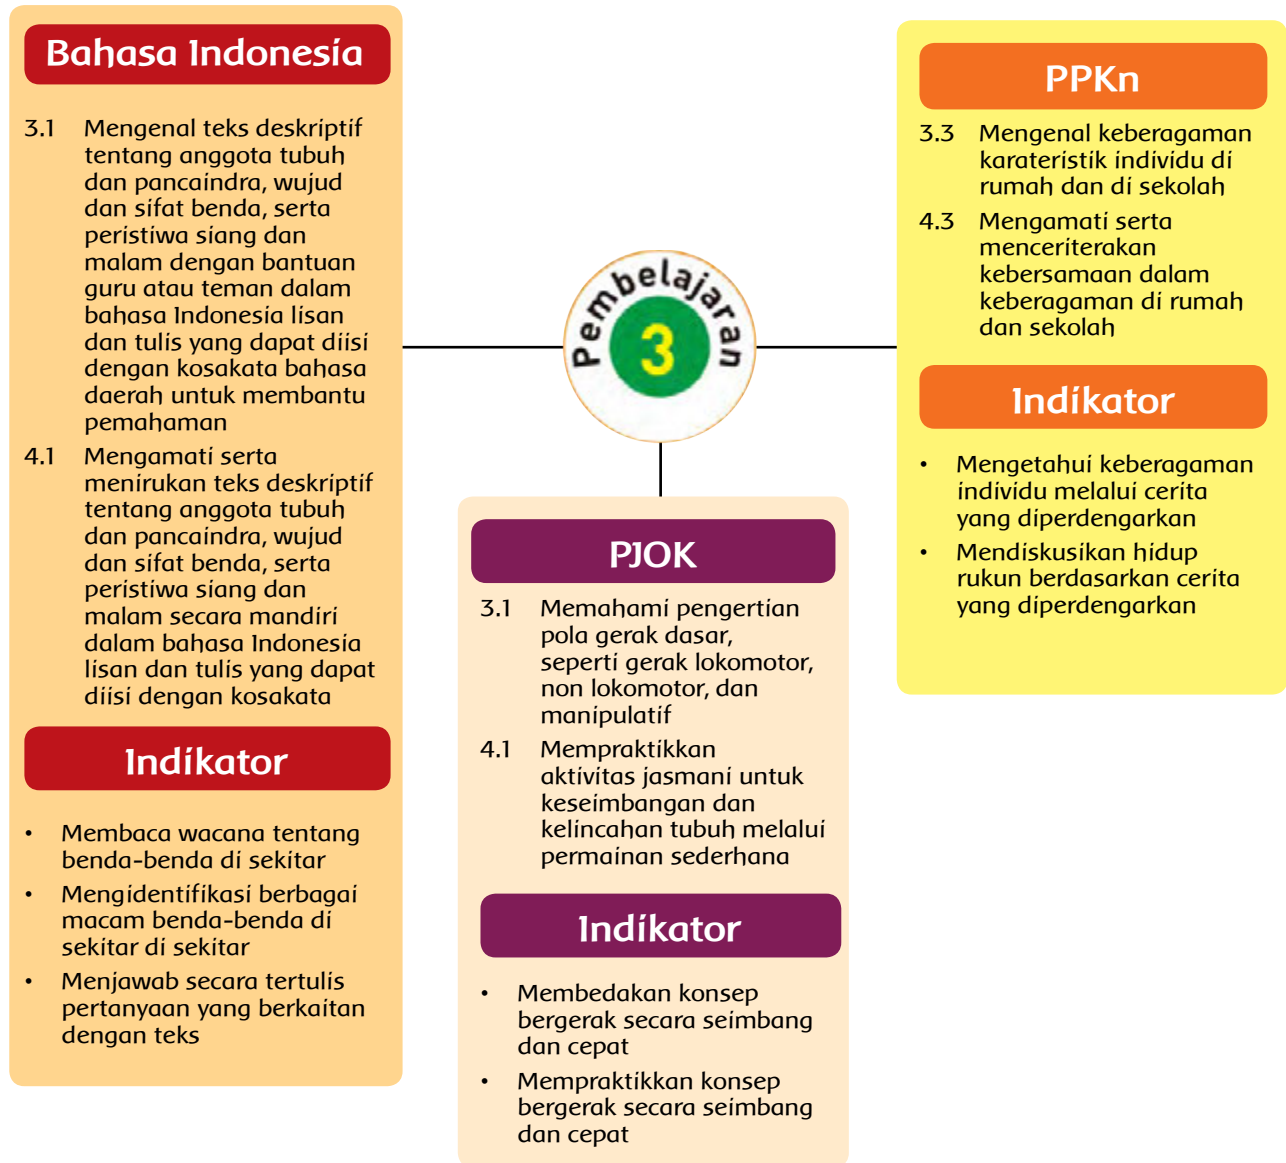 Bahasa Indonesia
3.1 Mengenal teks deskriptif
tentang anggota tubuh
dan pancaindra, wujud
dan sifat benda, serta
peristiwa siang dan
malam dengan bantuan
guru atau teman dalam
bahasa Indonesia lisan
dan tulis yang dapat diisi
dengan kosakata bahasa
daerah untuk membantu
pemahaman
4.1 Mengamati serta
menirukan teks deskriptif
tentang anggota tubuh
dan pancaindra, wujud
dan sifat benda, serta
peristiwa siang dan
malam secara mandiri
dalam bahasa Indonesia
lisan dan tulis yang dapat
diisi dengan kosakata
Indikator
• Membaca wacana tentang
benda-benda di sekitar
• Mengidentifikasi berbagai
macam benda-benda di
sekitar di sekitar
• Menjawab secara tertulis
pertanyaan yang berkaitan
dengan teks
Pembelajaran
3
PJOK
3.1 Memahami pengertian
pola gerak dasar,
seperti gerak lokomotor,
non lokomotor, dan
manipulatif
4.1 Mempraktikkan
aktivitas jasmani untuk
keseimbangan dan
kelincahan tubuh melalui
permainan sederhana
Indikator
• Membedakan konsep
bergerak secara seimbang
dan cepat
• Mempraktikkan konsep
bergerak secara seimbang
dan cepat
PPKn
3.3 Mengenal keberagaman
karateristik individu di
rumah dan di sekolah
4.3 Mengamati serta
menceriterakan
kebersamaan dalam
keberagaman di rumah
dan sekolah
Indikator
• Mengetahui keberagaman
individu melalui cerita
yang diperdengarkan
• Mendiskusikan hidup
rukun berdasarkan cerita
yang diperdengarkan